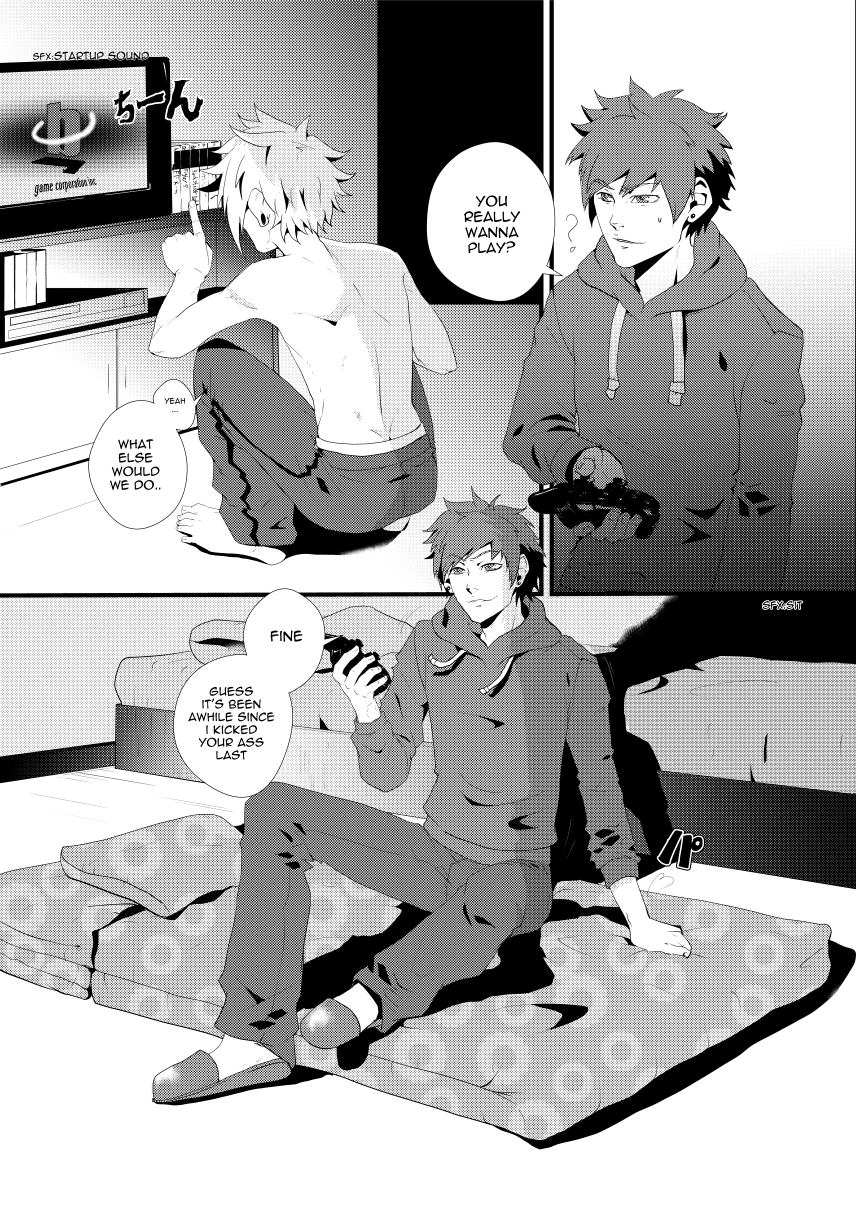 SFX:STARTUP SOUND
ちーん
game corporation inc.
YOU
REALLY
WANNA
PLAY?
YEAH
...
WHAT
ELSE
WOULD
WE DO..
SFX:SIT
FINE
GUESS
IT'S BEEN
AWHILE SINCE
I KICKED
YOUR ASS
LAST
パ